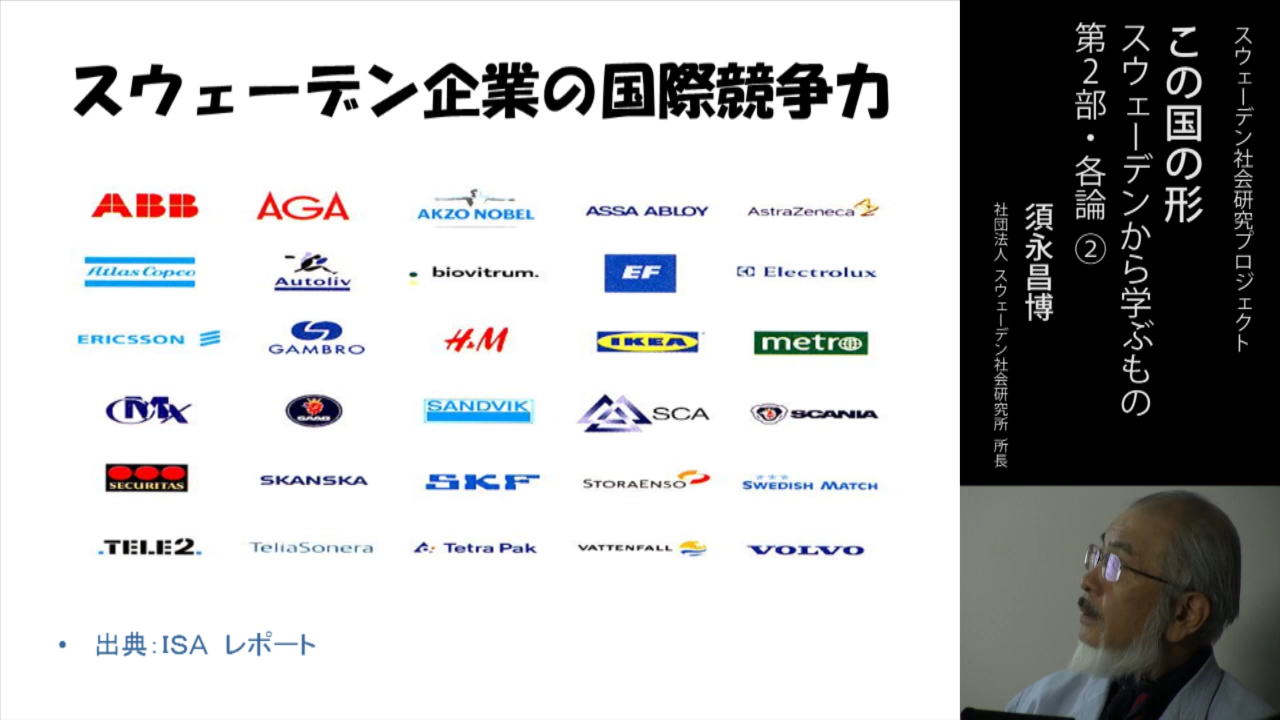 スウェーデン企業の国際競争力
ABB AGA AKZO NOBEL ASSA ABLOY AstraZeneca
Atlas Copco Autoliv biovitrum. EF Electrolux
ERICSSON GAMBRO H&M IKEA metro
OMX SAAB SANDVIK SCA SCANIA
SECURITAS SKANSKA SKF STORAENSO SWEDISH MATCH
.TELE2. TeliaSonera Tetra Pak VATTENFALL VOLVO
• 出典：ISA レポート
スウェーデン社会研究プロジェクト
この国の形
スウェーデンから学ぶもの
第2部・各論②
須永昌博
社団法人 スウェーデン社会研究所 所長